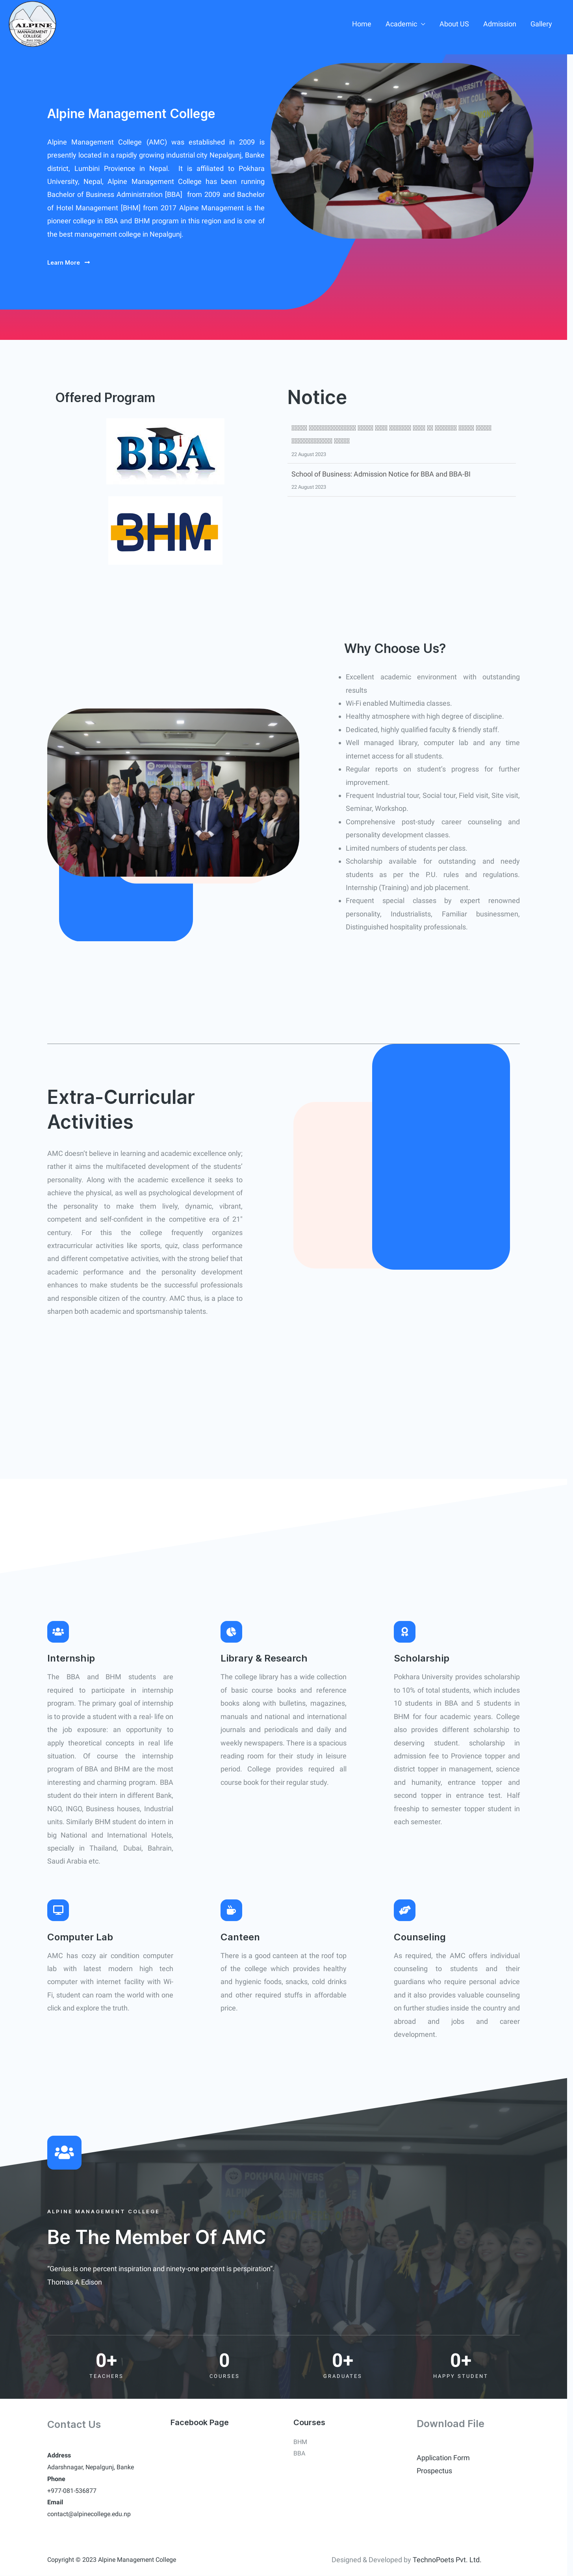 ALPINE
MANAGEMENT
COLLEGE
Home
Academic
About US
Admission
Gallery
Alpine Management College
Alpine Management College (AMC) was established in 2009 is
presently located in a rapidly growing industrial city Nepalgunj, Banke
district, Lumbini Provience in Nepal. It is affiliated to Pokhara
University, Nepal, Alpine Management College has been running
Bachelor of Business Administration [BBA] from 2009 and Bachelor
of Hotel Management [BHM] from 2017 Alpine Management is the
pioneer college in BBA and BHM program in this region and is one of
the best management college in Nepalgunj.
Learn More
Offered Program
BBA
BHM
Notice
22 August 2023
School of Business: Admission Notice for BBA and BBA-BI
22 August 2023
Why Choose Us?
Excellent academic environment with outstanding
results
Wi-Fi enabled Multimedia classes.
Healthy atmosphere with high degree of discipline.
Dedicated, highly qualified faculty & friendly staff.
Well managed library, computer lab and any time
internet access for all students.
Regular reports on student's progress for further
improvement.
Frequent Industrial tour, Social tour, Field visit, Site visit,
Seminar, Workshop.
Comprehensive post-study career counseling and
personality development classes.
Limited numbers of students per class.
Scholarship available for outstanding and needy
students as per the P.U. rules and regulations.
Internship (Training) and job placement.
Frequent special classes by expert renowned
personality, Industrialists, Familiar businessmen,
Distinguished hospitality professionals.
Extra-Curricular
Activities
AMC doesn't believe in learning and academic excellence only;
rather it aims the multifaceted development of the students'
personality. Along with the academic excellence it seeks to
achieve the physical, as well as psychological development of
the personality to make them lively, dynamic, vibrant,
competent and self-confident in the competitive era of 21"
century. For this the college frequently organizes
extracurricular activities like sports, quiz, class performance
and different competative activities, with the strong belief that
academic performance and the personality development
enhances to make students be the successful professionals
and responsible citizen of the country. AMC thus, is a place to
sharpen both academic and sportsmanship talents.
Internship
The BBA and BHM students are
required to participate in internship
program. The primary goal of internship
is to provide a student with a real- life on
the job exposure: an opportunity to
apply theoretical concepts in real life
situation. Of course the internship
program of BBA and BHM are the most
interesting and charming program. BBA
student do their intern in different Bank,
NGO, INGO, Business houses, Industrial
units. Similarly BHM student do intern in
big National and International Hotels,
specially in Thailand, Dubai, Bahrain,
Saudi Arabia etc.
Library & Research
The college library has a wide collection
of basic course books and reference
books along with bulletins, magazines,
manuals and national and international
journals and periodicals and daily and
weekly newspapers. There is a spacious
reading room for their study in leisure
period. College provides required all
course book for their regular study.
Scholarship
Pokhara University provides scholarship
to 10% of total students, which includes
10 students in BBA and 5 students in
BHM for four academic years. College
also provides different scholarship to
deserving student. scholarship in
admission fee to Provience topper and
district topper in management, science
and humanity, entrance topper and
second topper in entrance test. Half
freeship to semester topper student in
each semester.
Computer Lab
AMC has cozy air condition computer
lab with latest modern high tech
computer with internet facility with Wi-
Fi, student can roam the world with one
click and explore the truth.
Canteen
There is a good canteen at the roof top
of the college which provides healthy
and hygienic foods, snacks, cold drinks
and other required stuffs in affordable
price.
Counseling
As required, the AMC offers individual
counseling to students and their
guardians who require personal advice
and it also provides valuable counseling
on further studies inside the country and
abroad and jobs and career
development.
ALPINE MANAGEMENT COLLEGE
Be The Member Of AMC
"Genius is one percent inspiration and ninety-one percent is perspiration".
Thomas A Edison
0+
TEACHERS
0
COURSES
0+
GRADUATES
0+
HAPPY STUDENT
Contact Us
Address
Adarshnagar, Nepalgunj, Banke
Phone
+977-081-536877
Email
contact@alpinecollege.edu.np
Facebook Page
Courses
BHM
BBA
Download File
Application Form
Prospectus
Copyright © 2023 Alpine Management College
Designed & Developed by TechnoPoets Pvt. Ltd.